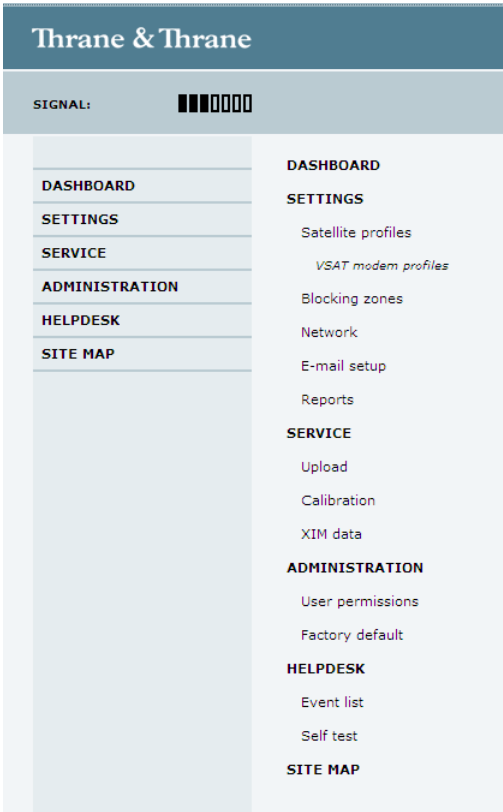 Thrane & Thrane
SIGNAL:
DASHBOARD
SETTINGS
SERVICE
ADMINISTRATION
HELPDESK
SITE MAP
DASHBOARD
SETTINGS
Satellite profiles
VSAT modem profiles
Blocking zones
Network
E-mail setup
Reports
SERVICE
Upload
Calibration
XIM data
ADMINISTRATION
User permissions
Factory default
HELPDESK
Event list
Self test
SITE MAP